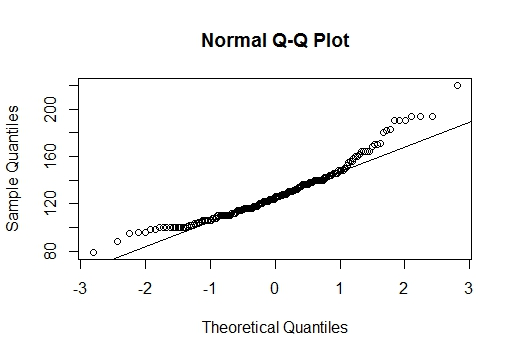 Normal Q-Q Plot
Sample Quantiles
200
160
120
80
-3 -2 -1 0 1 2 3
Theoretical Quantiles